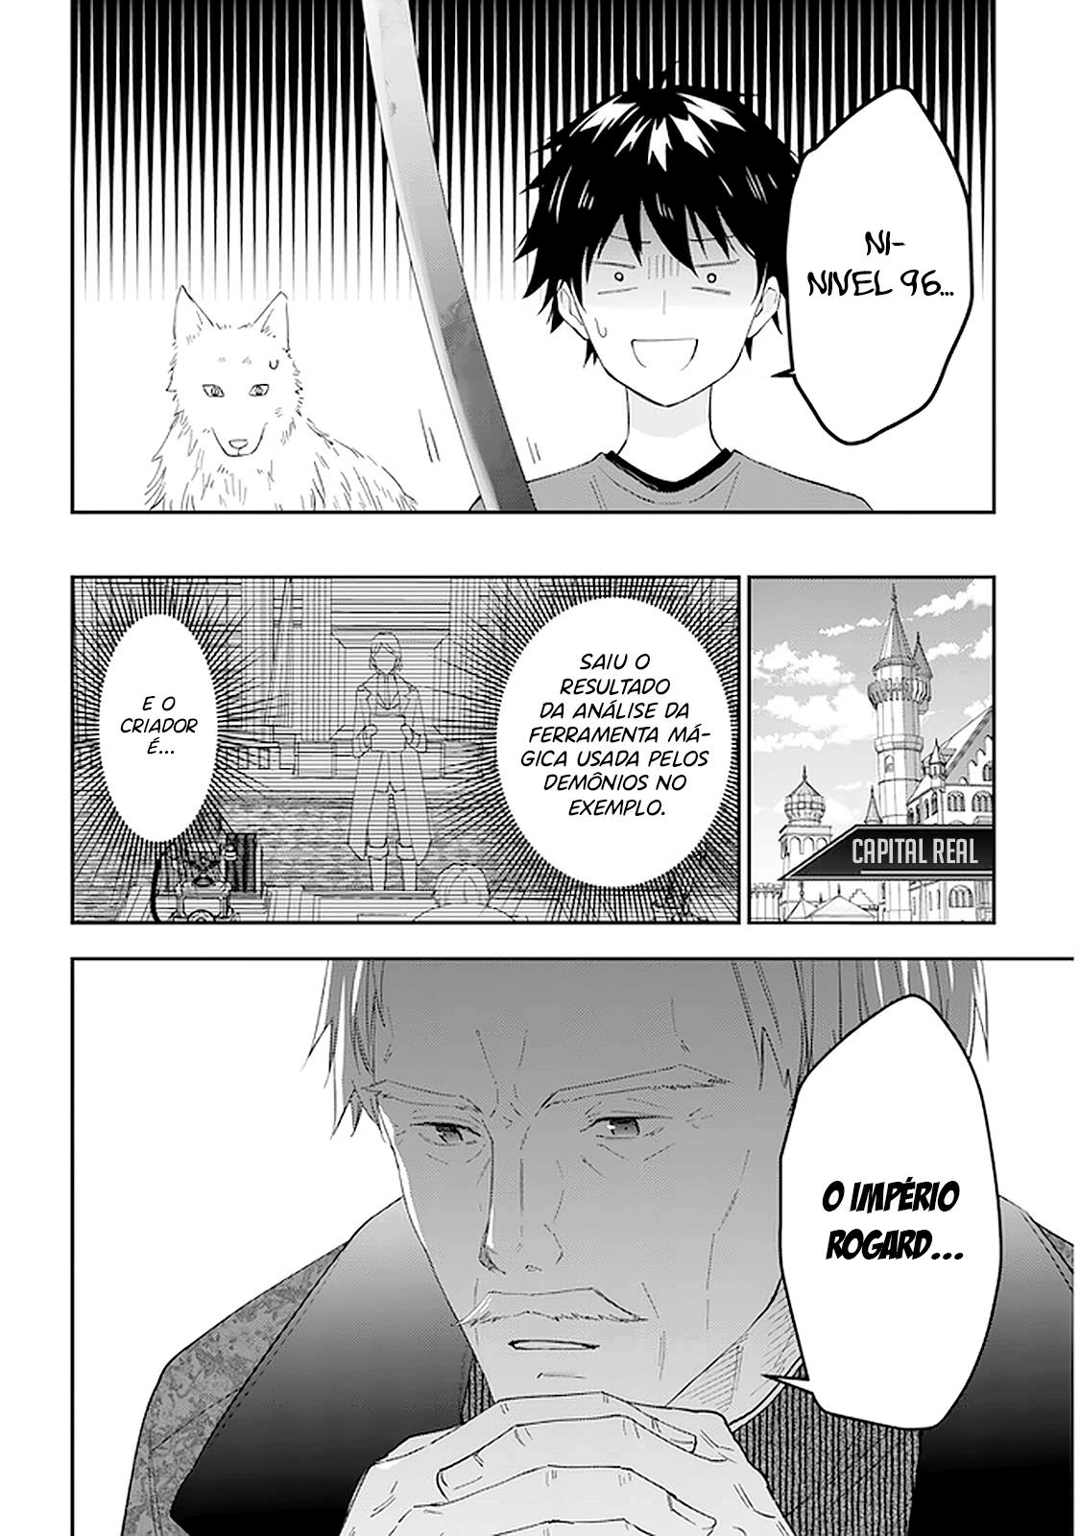 NI-
NIVEL 96...
CAPITAL REAL
SAIU O
RESULTADO
DA ANÁLISE DA
FERRAMENTA MÁ-
GICA USADA PELOS
DEMÔNIOS NO
EXEMPLO.
E O
CRIADOR
É...
O IMPÉRIO
ROGARD...